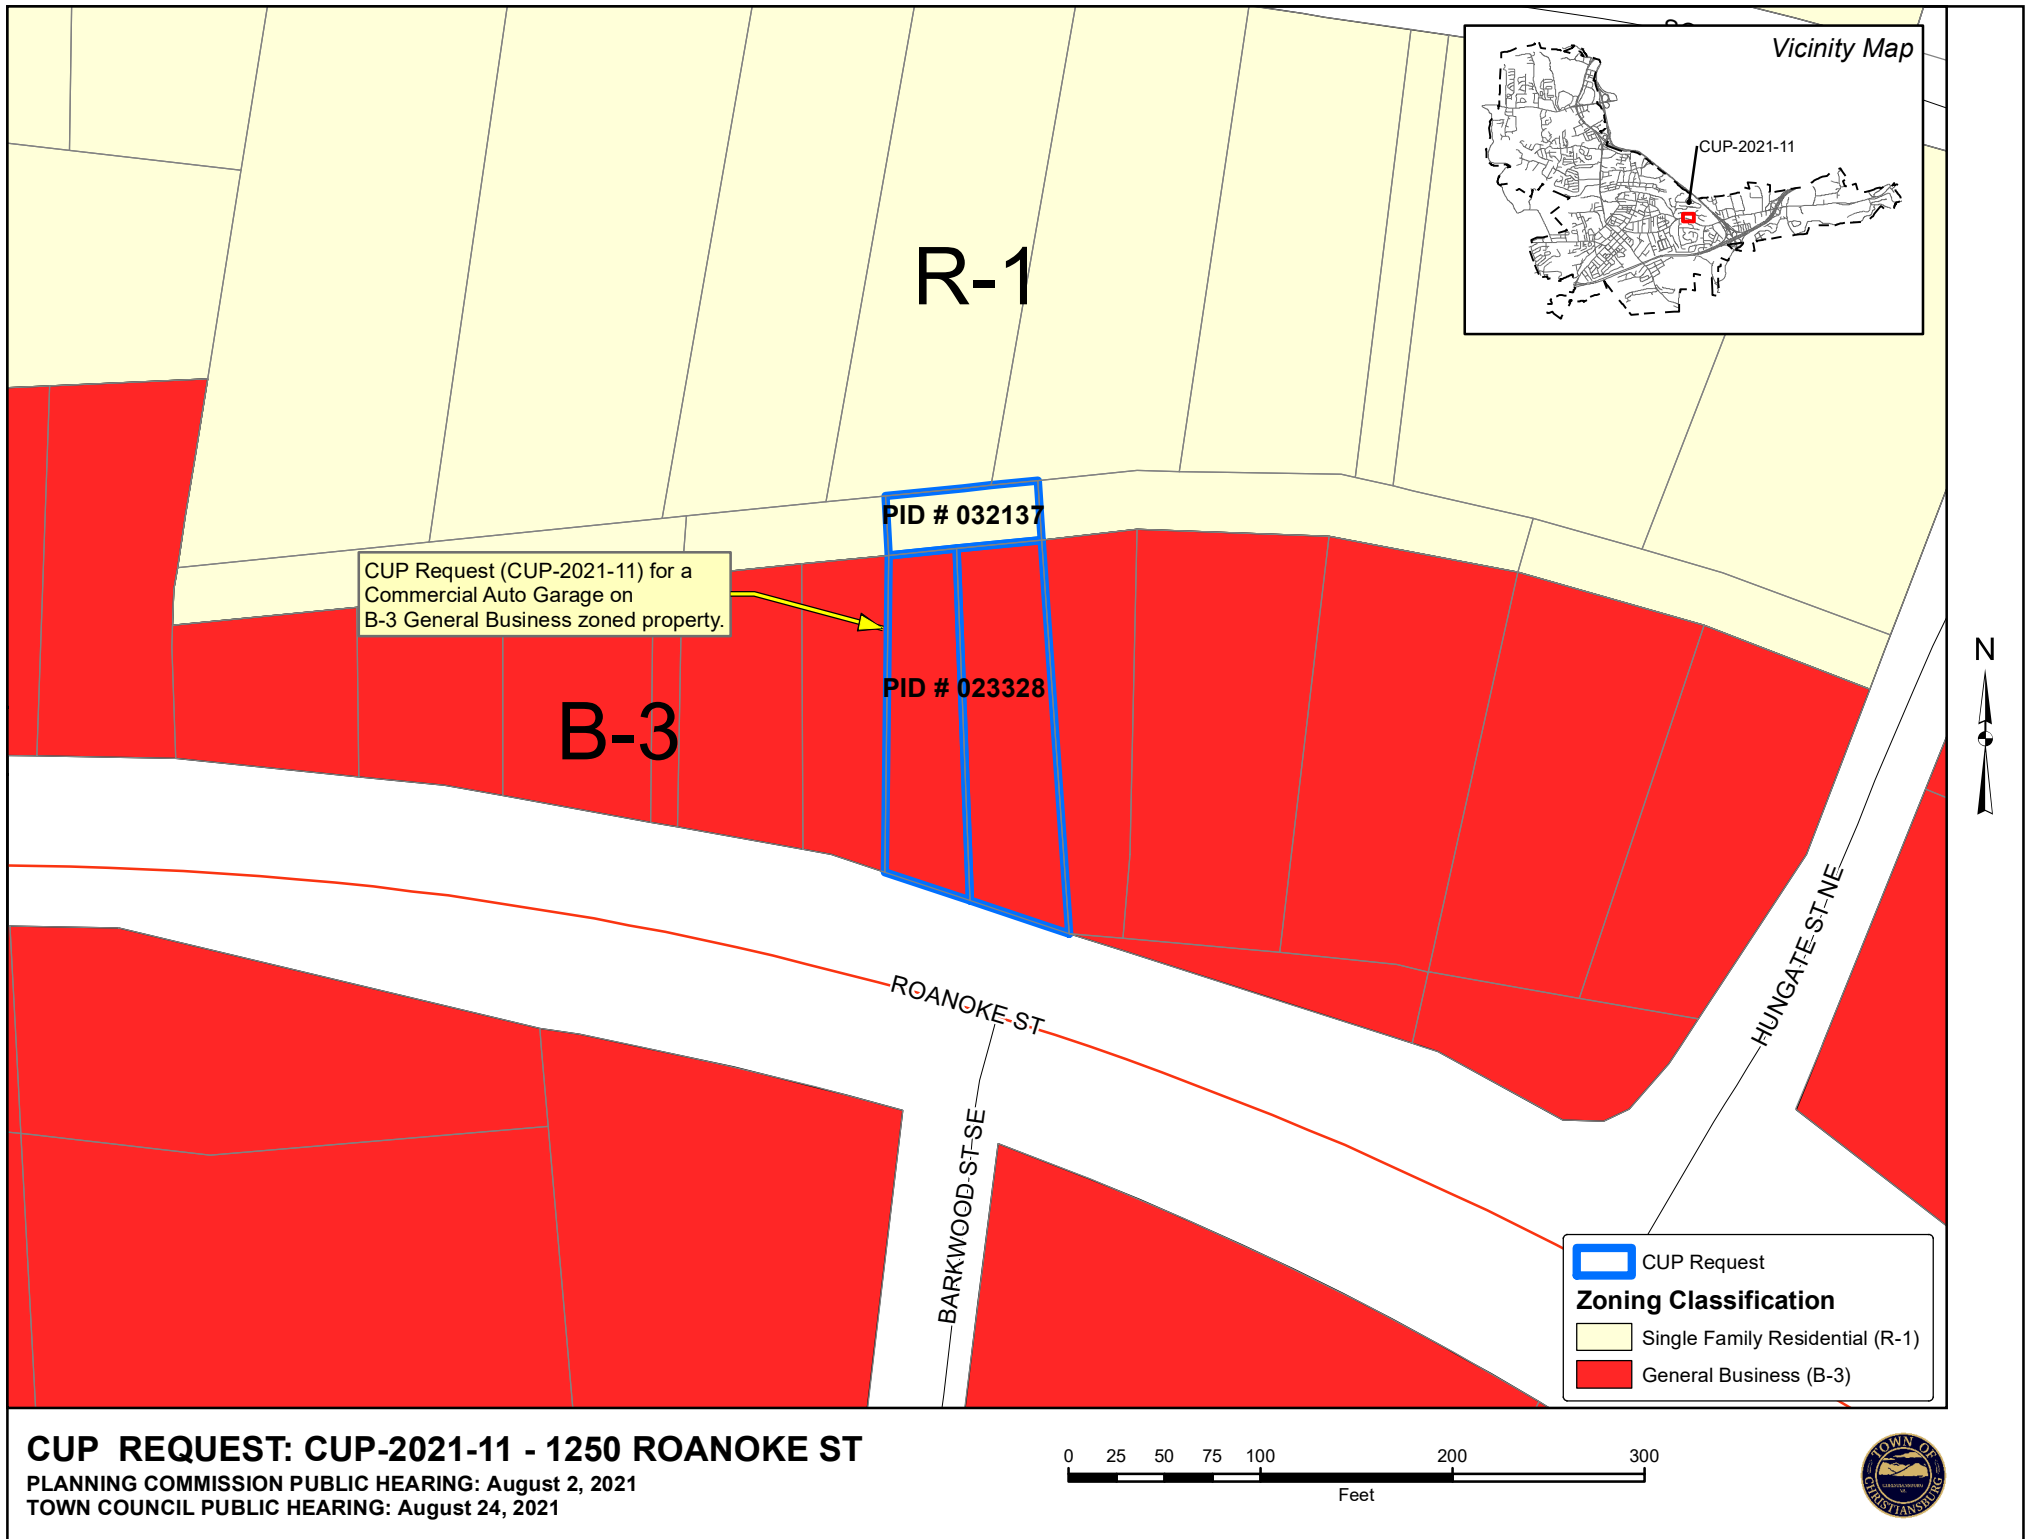 Vicinity Map
CUP-2021-11
R-1
PID # 032137
CUP Request (CUP-2021-11) for a
Commercial Auto Garage on
B-3 General Business zoned property.
PID # 023328
B-3
N
ROANOKE ST
HUNGATE ST NE
BARKWOOD ST SE
CUP Request
Zoning Classification
Single Family Residential (R-1)
General Business (B-3)
CUP REQUEST: CUP-2021-11 - 1250 ROANOKE ST
PLANNING COMMISSION PUBLIC HEARING: August 2, 2021
TOWN COUNCIL PUBLIC HEARING: August 24, 2021
0 25 50 75 100 200 300
Feet
TOWN OF
CHRISTIANSBURG